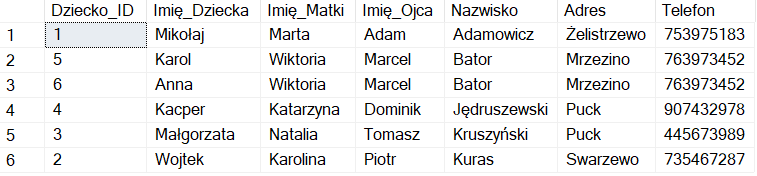 Dziecko_ID Imię_Dziecka Imię_Matki Imię_Ojca Nazwisko Adres Telefon
1 1 Mikołaj Marta Adam Adamowicz Żelistrzewo 753975183
2 5 Karol Wiktoria Marcel Bator Mrzezino 763973452
3 6 Anna Wiktoria Marcel Bator Mrzezino 763973452
4 4 Kacper Katarzyna Dominik Jędruszewski Puck 907432978
5 3 Małgorzata Natalia Tomasz Kruszyński Puck 445673989
6 2 Wojtek Karolina Piotr Kuras Swarzewo 735467287